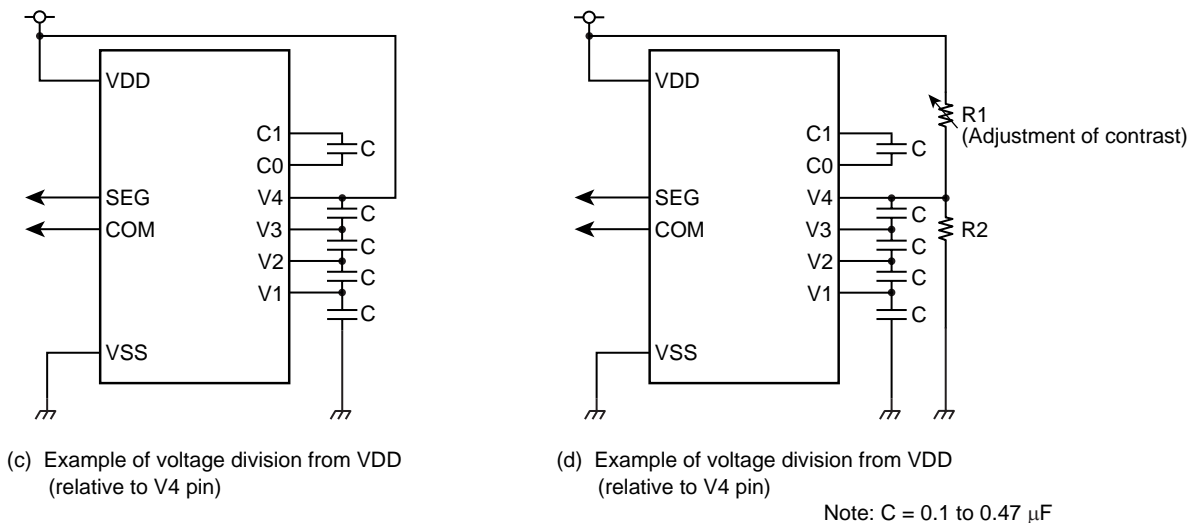 VDD
C1
C
C0
SEG
V4
C
COM
V3
C
V2
C
V1
C
VSS
(c) Example of voltage division from VDD
(relative to V4 pin)
VDD
R1
(Adjustment of contrast)
C1
C
C0
SEG
V4
C
COM
V3
R2
C
V2
C
V1
C
VSS
(d) Example of voltage division from VDD
(relative to V4 pin)
Note: C = 0.1 to 0.47 μF